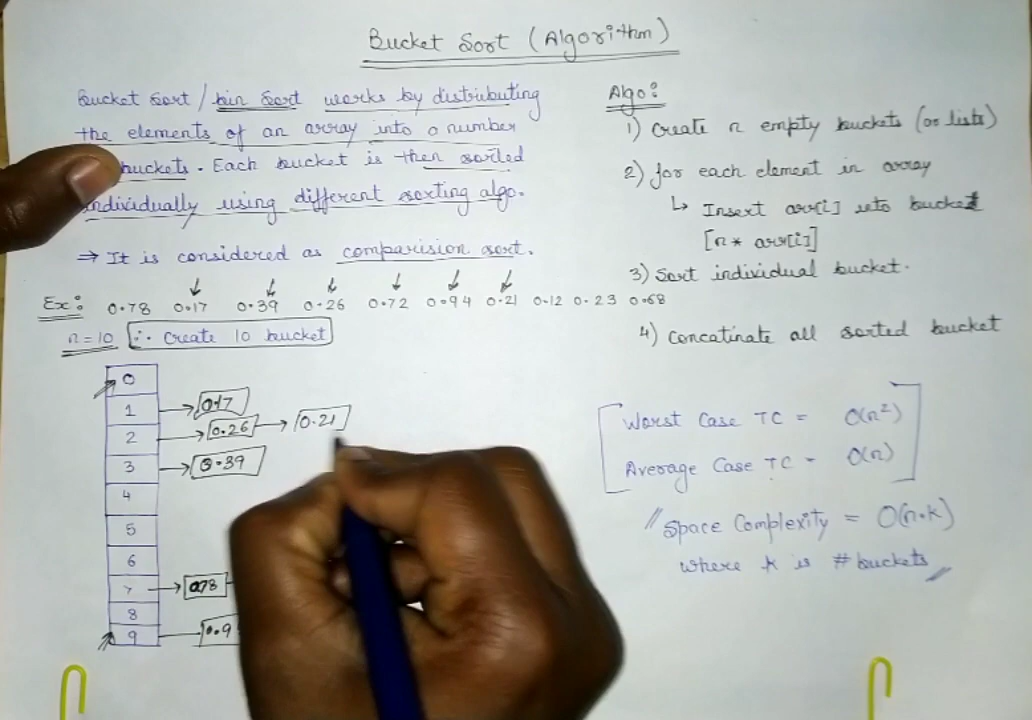 Bucket Sort (Algorithm)
Bucket Sort / bin Sort works by distributing
the elements of an array into a number
buckets. Each bucket is then sorted
individually using different sorting algo.
⇒ It is considered as comparision sort.
Ex: 0.78 0.17 0.39 0.26 0.72 0.94 0.21 0.12 0.23 0.68
n=10 ∴ Create 10 bucket
0
1 → 0.17
2 → 0.26 → 0.21
3 → 0.39
4
5
6
7 → 0.78
8
9 0.9
Algo:
1) Create n empty buckets (or lists)
2) for each element in array
↳ Insert arr[i] into bucket
[n * arr[i]]
3) Sort individual bucket.
4) Concatinate all sorted bucket
Worst Case TC = O(n²)
Average Case TC = O(n)
// Space Complexity = O(n·k)
where k is # buckets //